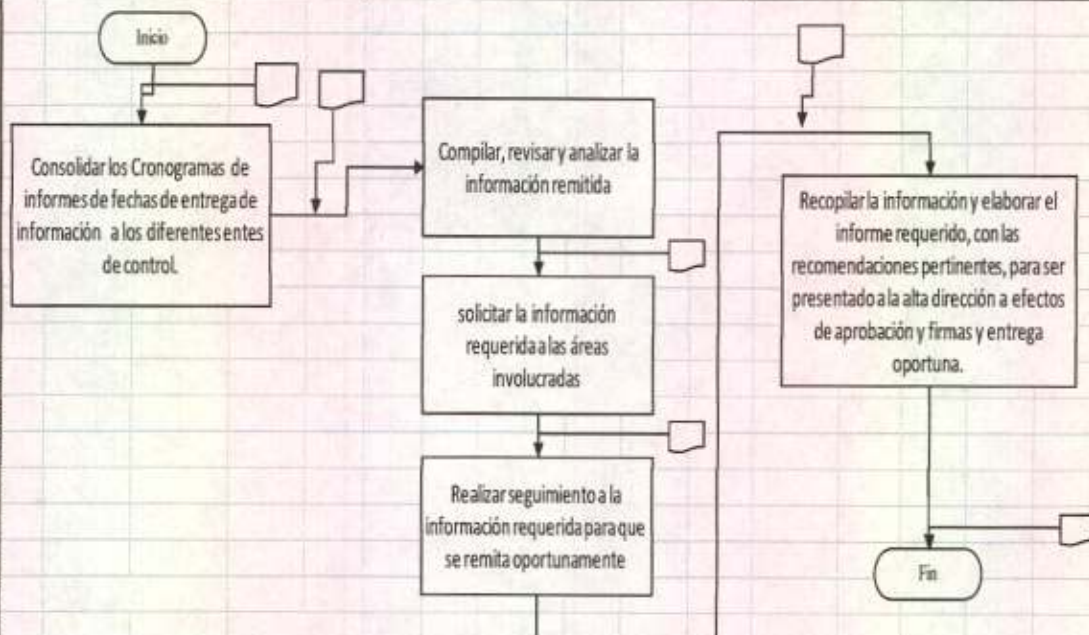 Inicio
Consolidar los Cronogramas de
informes de fechas de entrega de
información a los diferentes entes
de control.
Compilar, revisar y analizar la
información remitida
solicitar la información
requerida a las áreas
involucradas
Realizar seguimiento a la
información requerida para que
se remita oportunamente
Recopilar la información y elaborar el
informe requerido, con las
recomendaciones pertinentes, para ser
presentado a la alta dirección a efectos
de aprobación y firmas y entrega
oportuna.
Fin